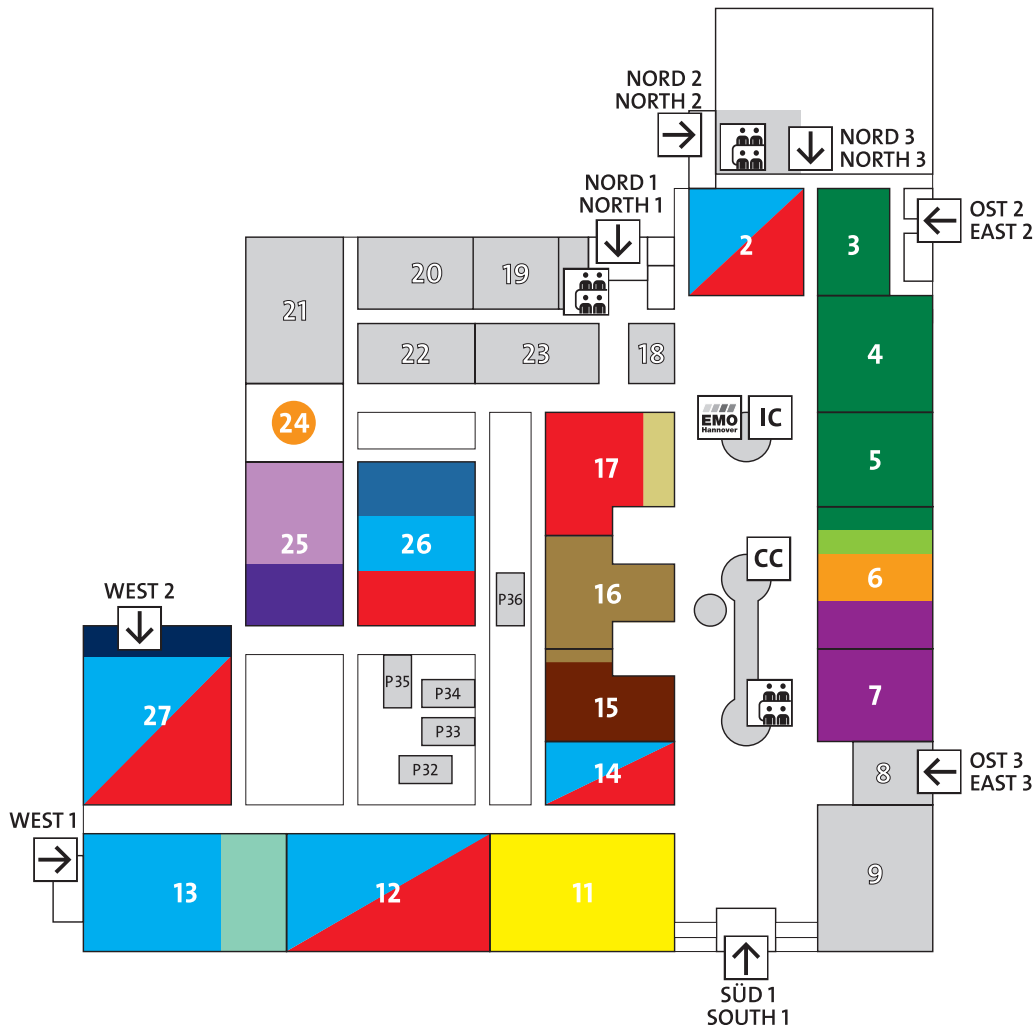 NORD 2
NORTH 2
NORD 3
NORTH 3
NORD 1
NORTH 1
OST 2
EAST 2
2
3
20
19
21
4
22
23
18
24
EMO
Hannover
IC
17
5
25
26
CC
6
16
P36
WEST 2
P35
P34
15
7
27
P33
P32
14
8
OST 3
EAST 3
WEST 1
13
12
11
9
SÜD 1
SOUTH 1